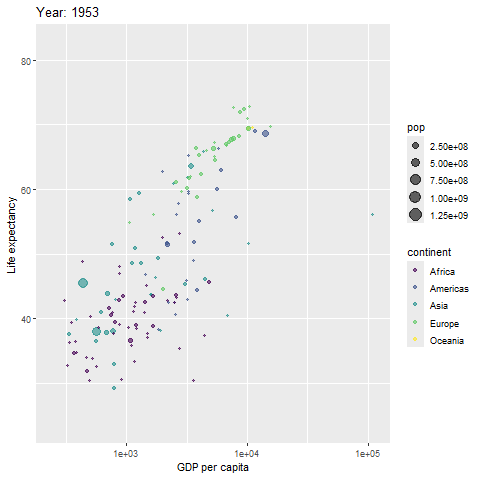 Year: 1953
Life expectancy
80
60
40
1e+03
1e+04
1e+05
GDP per capita
pop
2.50e+08
5.00e+08
7.50e+08
1.00e+09
1.25e+09
continent
Africa
Americas
Asia
Europe
Oceania